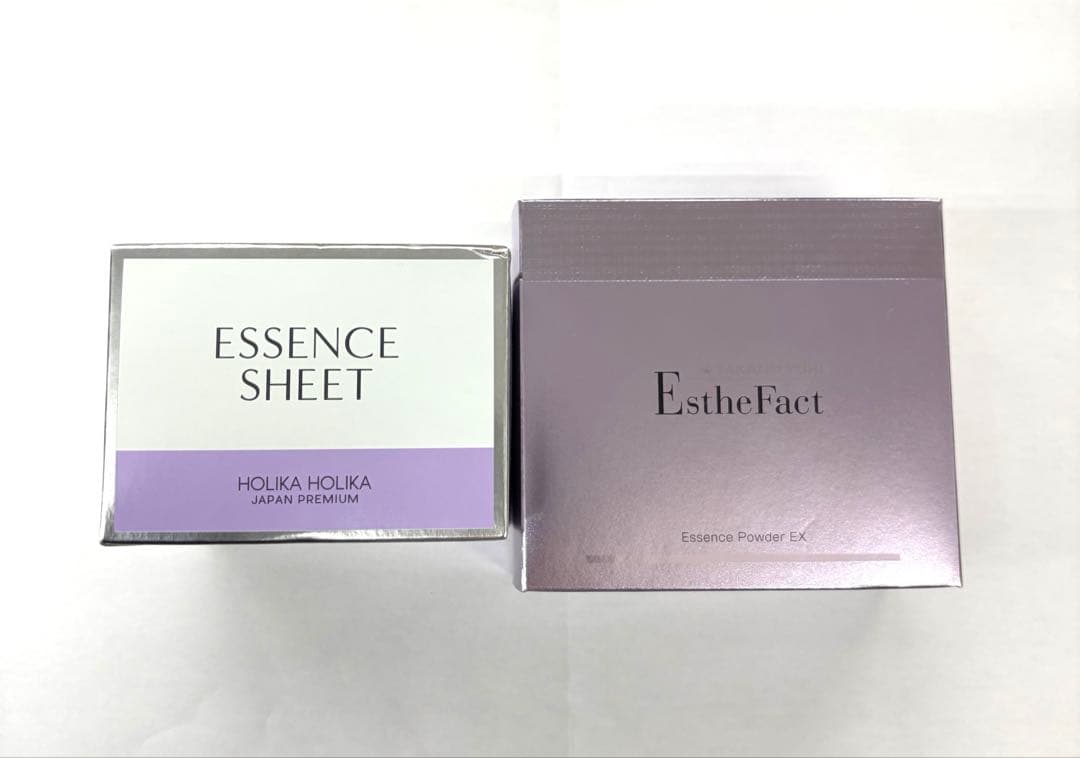 ESSENCE
SHEET
HOLIKA HOLIKA
JAPAN PREMIUM
EstheFact
Essence Powder EX